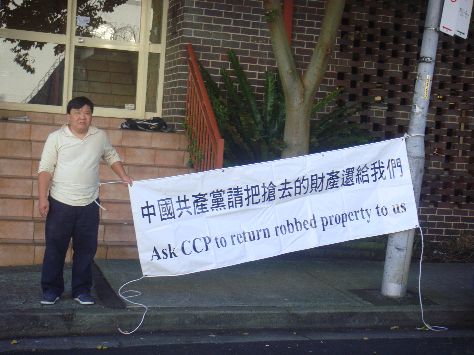 中國共產黨請把搶去的財產還給我們
Ask CCP to return robbed property to us